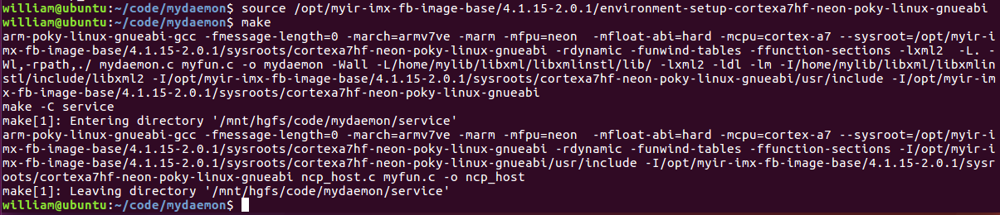 william@ubuntu:~/code/mydaemon$ source /opt/myir-imx-fb-image-base/4.1.15-2.0.1/environment-setup-cortexa7hf-neon-poky-linux-gnueabi
william@ubuntu:~/code/mydaemon$ make
arm-poky-linux-gnueabi-gcc -fmessage-length=0 -march=armv7ve -marm -mfpu=neon  -mfloat-abi=hard -mcpu=cortex-a7 --sysroot=/opt/myir-i
mx-fb-image-base/4.1.15-2.0.1/sysroots/cortexa7hf-neon-poky-linux-gnueabi -rdynamic -funwind-tables -ffunction-sections -lxml2  -L. -
Wl,-rpath,./ mydaemon.c myfun.c -o mydaemon -Wall -L/home/mylib/libxml/libxmlinstl/lib/ -lxml2 -ldl -lm -I/home/mylib/libxml/libxmlin
stl/include/libxml2 -I/opt/myir-imx-fb-image-base/4.1.15-2.0.1/sysroots/cortexa7hf-neon-poky-linux-gnueabi/usr/include -I/opt/myir-im
x-fb-image-base/4.1.15-2.0.1/sysroots/cortexa7hf-neon-poky-linux-gnueabi
make -C service
make[1]: Entering directory '/mnt/hgfs/code/mydaemon/service'
arm-poky-linux-gnueabi-gcc -fmessage-length=0 -march=armv7ve -marm -mfpu=neon  -mfloat-abi=hard -mcpu=cortex-a7 --sysroot=/opt/myir-i
mx-fb-image-base/4.1.15-2.0.1/sysroots/cortexa7hf-neon-poky-linux-gnueabi -rdynamic -funwind-tables -ffunction-sections -I/opt/myir-i
mx-fb-image-base/4.1.15-2.0.1/sysroots/cortexa7hf-neon-poky-linux-gnueabi/usr/include -I/opt/myir-imx-fb-image-base/4.1.15-2.0.1/sysr
oots/cortexa7hf-neon-poky-linux-gnueabi ncp_host.c myfun.c -o ncp_host
make[1]: Leaving directory '/mnt/hgfs/code/mydaemon/service'
william@ubuntu:~/code/mydaemon$